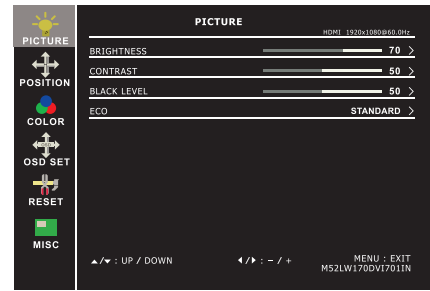 PICTURE
HDMI 1920x1080@60.0Hz
PICTURE
BRIGHTNESS 70 >
CONTRAST 50 >
BLACK LEVEL 50 >
ECO STANDARD >
POSITION
COLOR
OSD SET
RESET
MISC
▲/▼ : UP / DOWN ◀/▶ : – / + MENU : EXIT
M52LW170DVI701IN